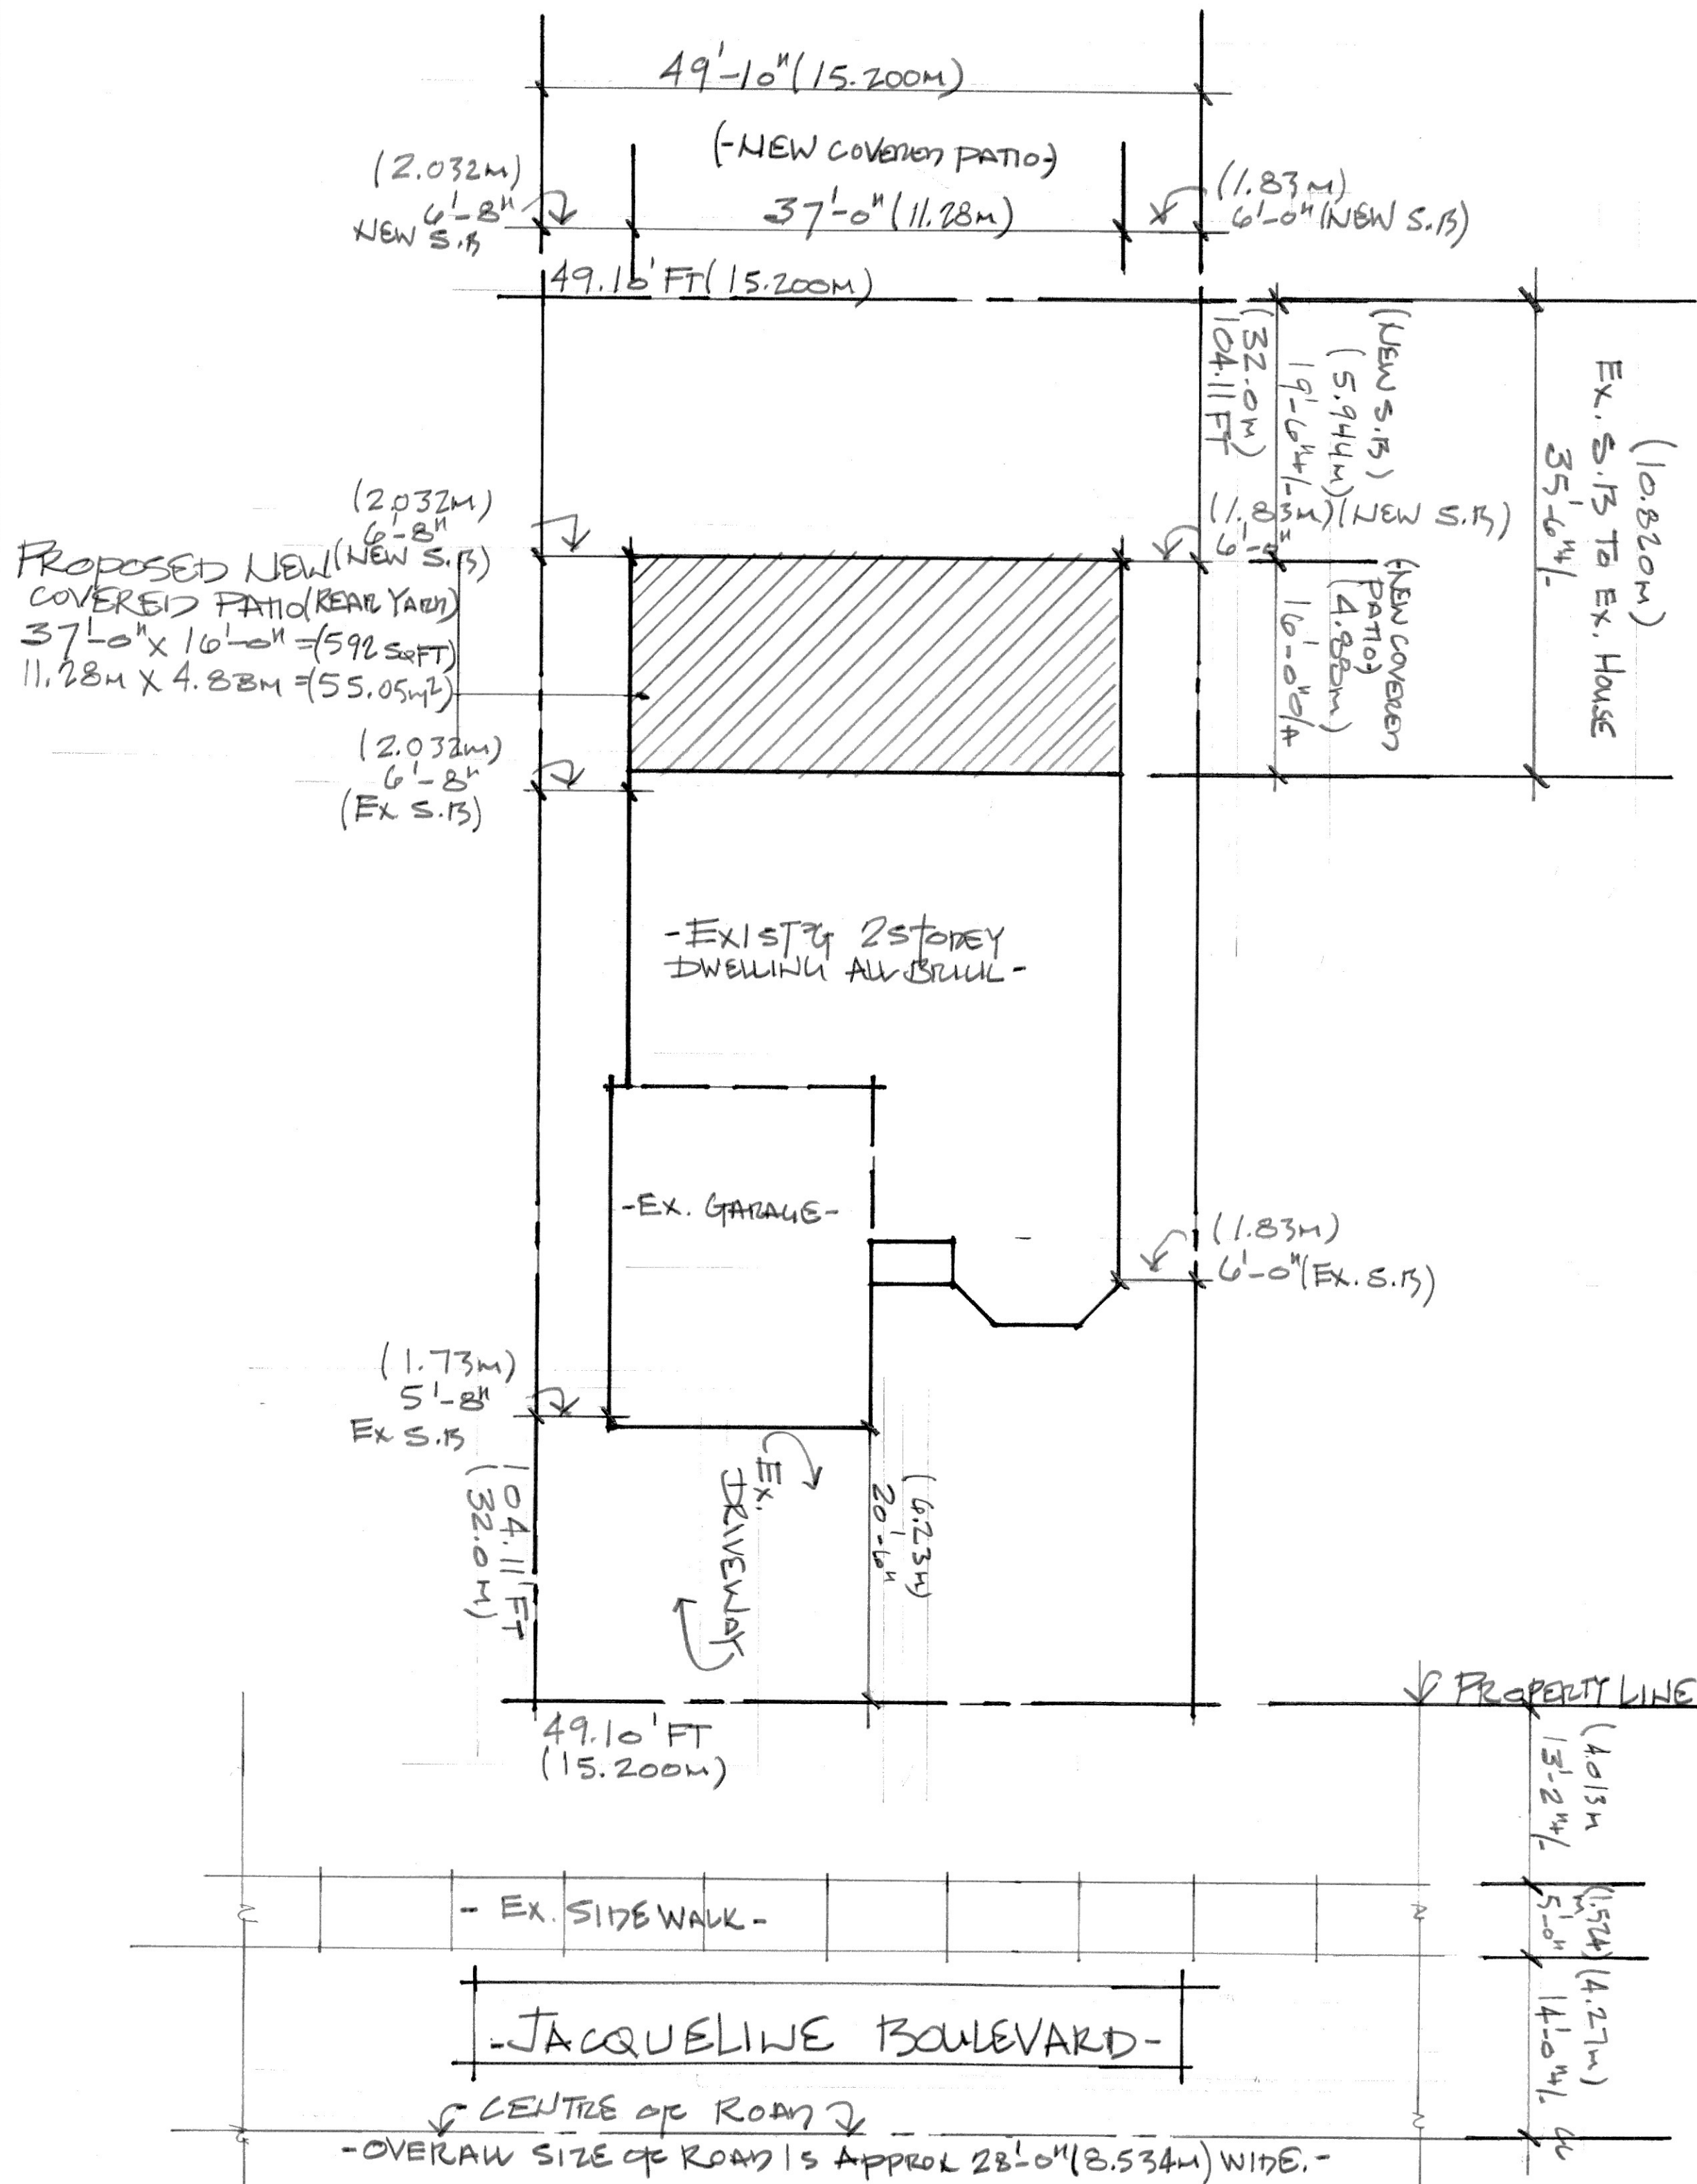 49'-10" (15.200M)
(-NEW COVERED PATIO-)
(2.032M)
6'-8"
NEW S.B
37'-0" (11.28M)
(1.83M)
6'-0" (NEW S.B)
49.10' FT (15.200M)
(32.0M)
104.11 FT
(NEW S.B)
(5.944M)
19'-6"+/-
(10.820M)
EX. S.B TO EX. HOUSE
35'-6"+/-
(2.032M)
6'-8"
(NEW S.B)
(1.83M) (NEW S.B)
6'-0"
PROPOSED NEW
COVERED PATIO (REAR YARD)
37'-0" X 16'-0" = (592 SQFT)
11.28M X 4.88M = (55.05M²)
(NEW COVERED
PATIO)
(4.88M)
16'-0" O/A
(2.032M)
6'-8"
(EX S.B)
-EXIST'G 2 STOREY
DWELLING ALL BRICK-
-EX. GARAGE-
(1.83M)
6'-0" (EX. S.B)
(1.73M)
5'-8"
EX S.B
104.11' FT
(32.0M)
EX.
DRIVEWAY
(6.23M)
20'-6"
PROPERTY LINE
49.10' FT
(15.200M)
(4.013M
13'-2"+/-
- EX. SIDEWALK -
(1.524
M)
5'-0"
(4.27M)
14'-0"+/-
-JACQUELINE BOULEVARD-
CENTRE OF ROAD
-OVERALL SIZE OF ROAD IS APPROX 28'-0" (8.534M) WIDE.-